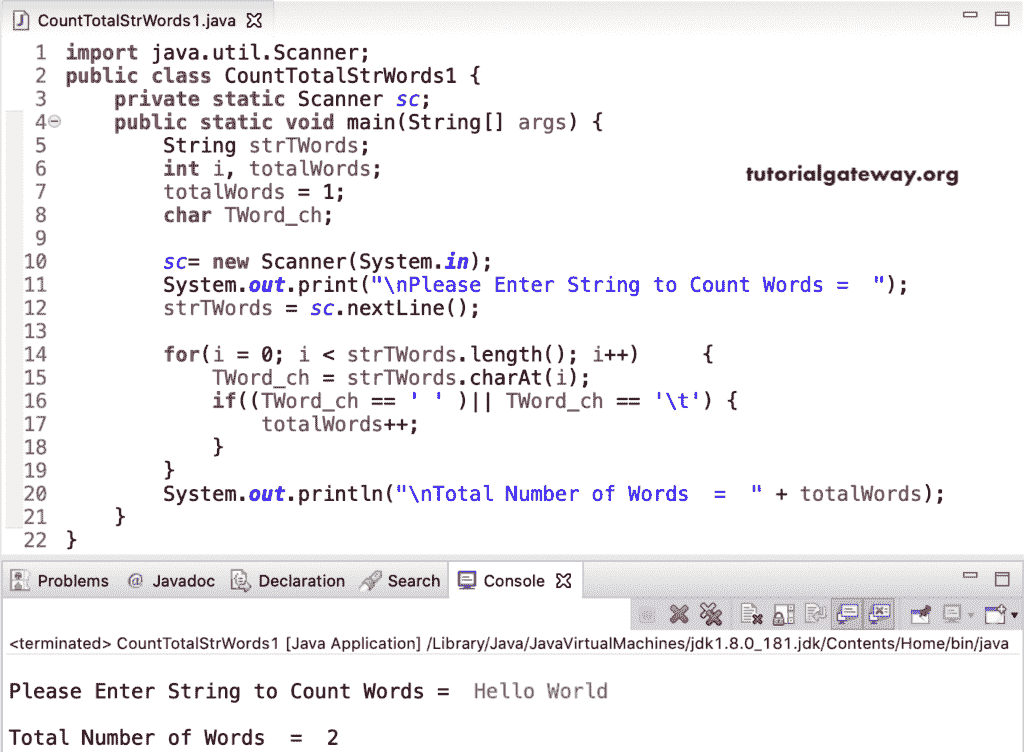 CountTotalStrWords1.java
1 import java.util.Scanner;
2 public class CountTotalStrWords1 {
3     private static Scanner sc;
4     public static void main(String[] args) {
5         String strTWords;
6         int i, totalWords;
tutorialgateway.org
7         totalWords = 1;
8         char TWord_ch;
9
10         sc= new Scanner(System.in);
11         System.out.print("\nPlease Enter String to Count Words =  ");
12         strTWords = sc.nextLine();
13
14         for(i = 0; i < strTWords.length(); i++)     {
15             TWord_ch = strTWords.charAt(i);
16             if((TWord_ch == ' ' )|| TWord_ch == '\t') {
17                 totalWords++;
18             }
19         }
20         System.out.println("\nTotal Number of Words  =  " + totalWords);
21     }
22 }
Problems @ Javadoc Declaration Search Console
<terminated> CountTotalStrWords1 [Java Application] /Library/Java/JavaVirtualMachines/jdk1.8.0_181.jdk/Contents/Home/bin/java
Please Enter String to Count Words =  Hello World
Total Number of Words  =  2